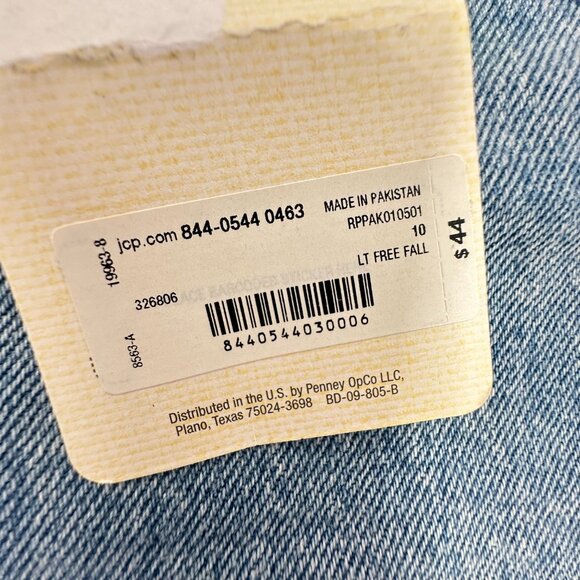 jcp.com 844-0544 0463
MADE IN PAKISTAN
RPPAK010501
10
LT FREE FALL
$44
19963-8
8563-A
326806
8440544030006
Distributed in the U.S. by Penney OpCo LLC,
Plano, Texas 75024-3698 BD-09-805-B